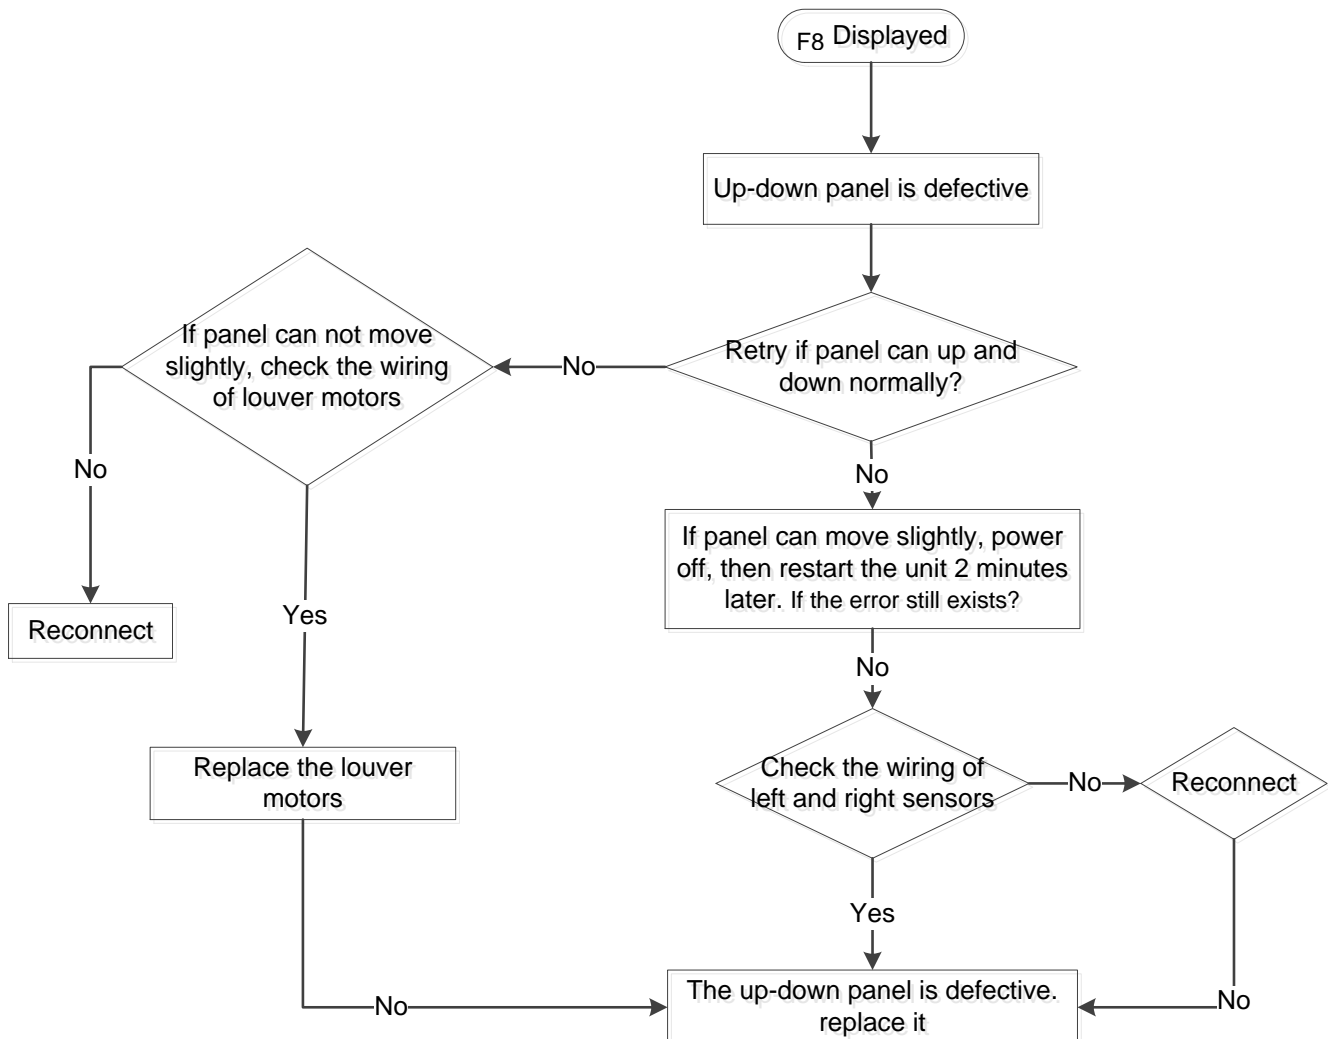 F8 Displayed
Up-down panel is defective
If panel can not move
slightly, check the wiring
of louver motors
No
Retry if panel can up and
down normally?
No
No
If panel can move slightly, power
off, then restart the unit 2 minutes
later. If the error still exists?
Yes
Reconnect
No
Replace the louver
motors
Check the wiring of
left and right sensors
No
Reconnect
Yes
No
The up-down panel is defective.
replace it
No